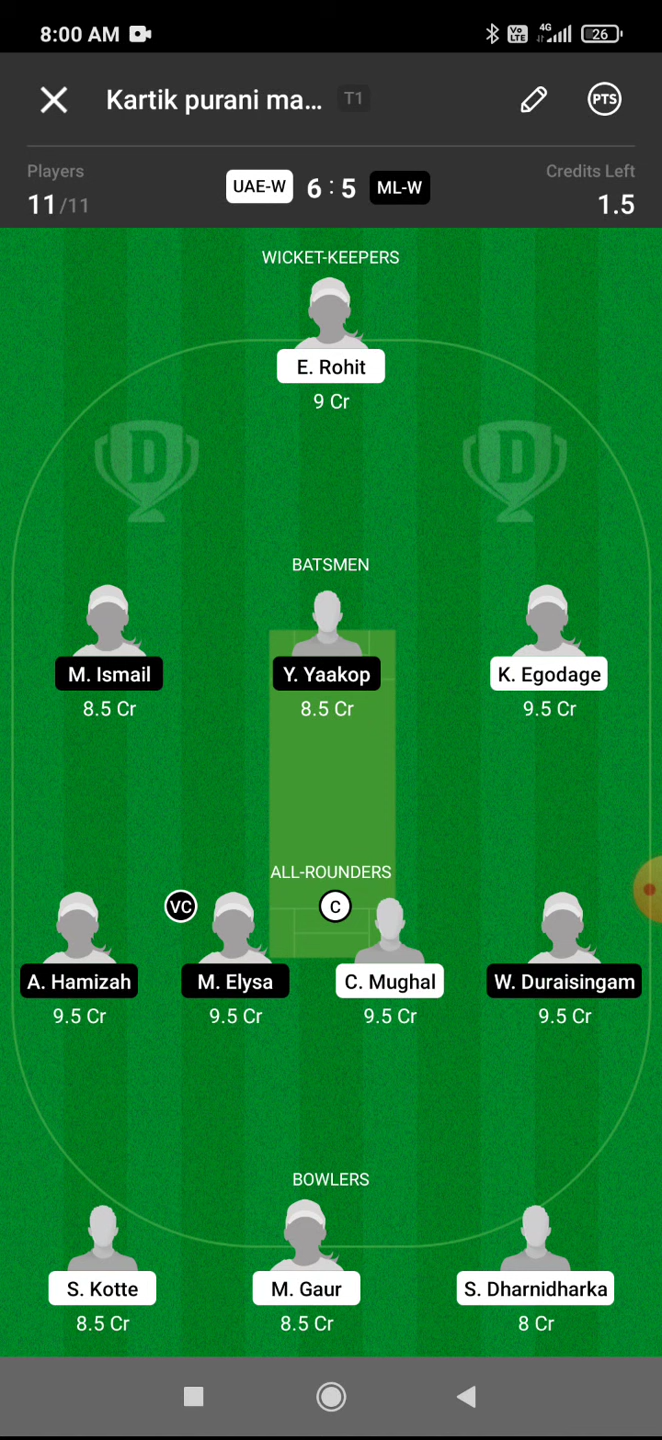 8:00 AM
Vo LTE 4G 26
Kartik purani ma... T1 PTS
Players
11/11
UAE-W 6 : 5 ML-W
Credits Left
1.5
WICKET-KEEPERS
E. Rohit
9 Cr
D D
BATSMEN
M. Ismail Y. Yaakop K. Egodage
8.5 Cr 8.5 Cr 9.5 Cr
ALL-ROUNDERS
VC C
A. Hamizah M. Elysa C. Mughal W. Duraisingam
9.5 Cr 9.5 Cr 9.5 Cr 9.5 Cr
BOWLERS
S. Kotte M. Gaur S. Dharnidharka
8.5 Cr 8.5 Cr 8 Cr